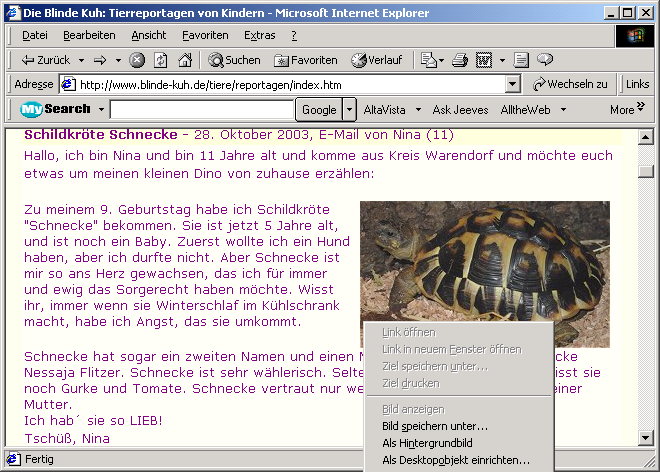 Die Blinde Kuh: Tierreportagen von Kindern - Microsoft Internet Explorer
Datei Bearbeiten Ansicht Favoriten Extras ?
Zurück Suchen Favoriten Verlauf
Adresse http://www.blinde-kuh.de/tiere/reportagen/index.htm Wechseln zu Links
MySearch Google AltaVista Ask Jeeves AlltheWeb More »
Schildkröte Schnecke - 28. Oktober 2003, E-Mail von Nina (11)
Hallo, ich bin Nina und bin 11 Jahre alt und komme aus Kreis Warendorf und möchte euch
etwas um meinen kleinen Dino von zuhause erzählen:
Zu meinem 9. Geburtstag habe ich Schildkröte
"Schnecke" bekommen. Sie ist jetzt 5 Jahre alt,
und ist noch ein Baby. Zuerst wollte ich ein Hund
haben, aber ich durfte nicht. Aber Schnecke ist
mir so ans Herz gewachsen, das ich für immer
und ewig das Sorgerecht haben möchte. Wisst
ihr, immer wenn sie Winterschlaf im Kühlschrank
macht, habe ich Angst, das sie umkommt.
Schnecke hat sogar ein zweiten Namen und einen
Nessaja Flitzer. Schnecke ist sehr wählerisch.
noch Gurke und Tomate. Schnecke vertraut nur
Mutter.
Ich hab´ sie so LIEB!
Tschüß, Nina
Link öffnen
Link in neuem Fenster öffnen
Ziel speichern unter...
Ziel drucken
Bild anzeigen
Bild speichern unter...
Als Hintergrundbild
Als Desktopobjekt einrichten...
Fertig